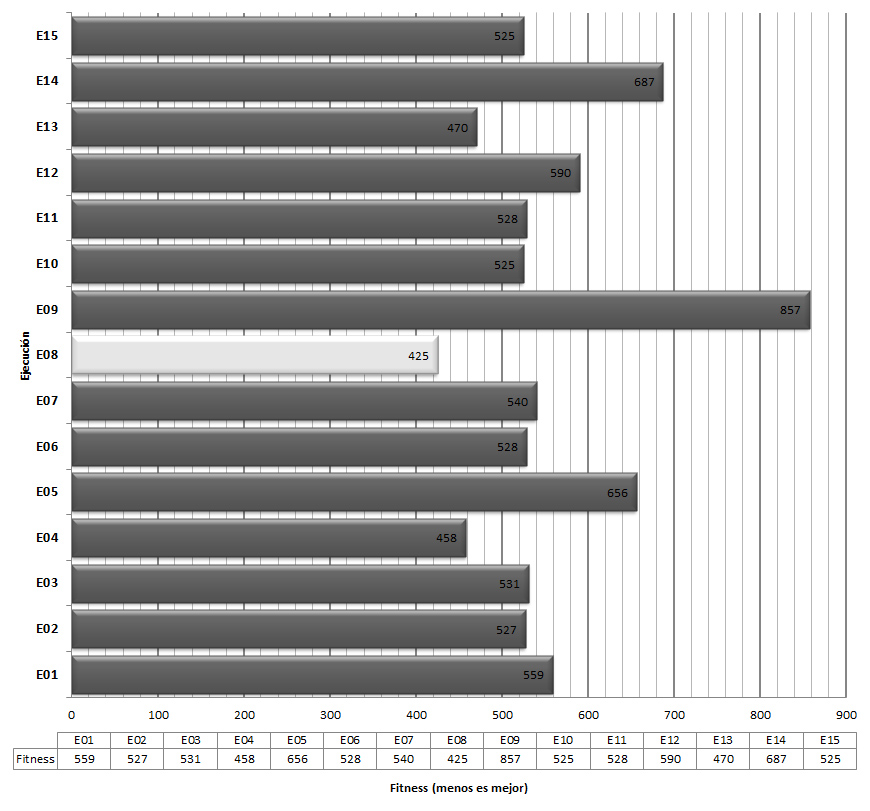 E15 525
E14 687
E13 470
E12 590
E11 528
E10 525
E09 857
Ejecución
E08 425
E07 540
E06 528
E05 656
E04 458
E03 531
E02 527
E01 559
0 100 200 300 400 500 600 700 800 900
E01 E02 E03 E04 E05 E06 E07 E08 E09 E10 E11 E12 E13 E14 E15
Fitness 559 527 531 458 656 528 540 425 857 525 528 590 470 687 525
Fitness (menos es mejor)